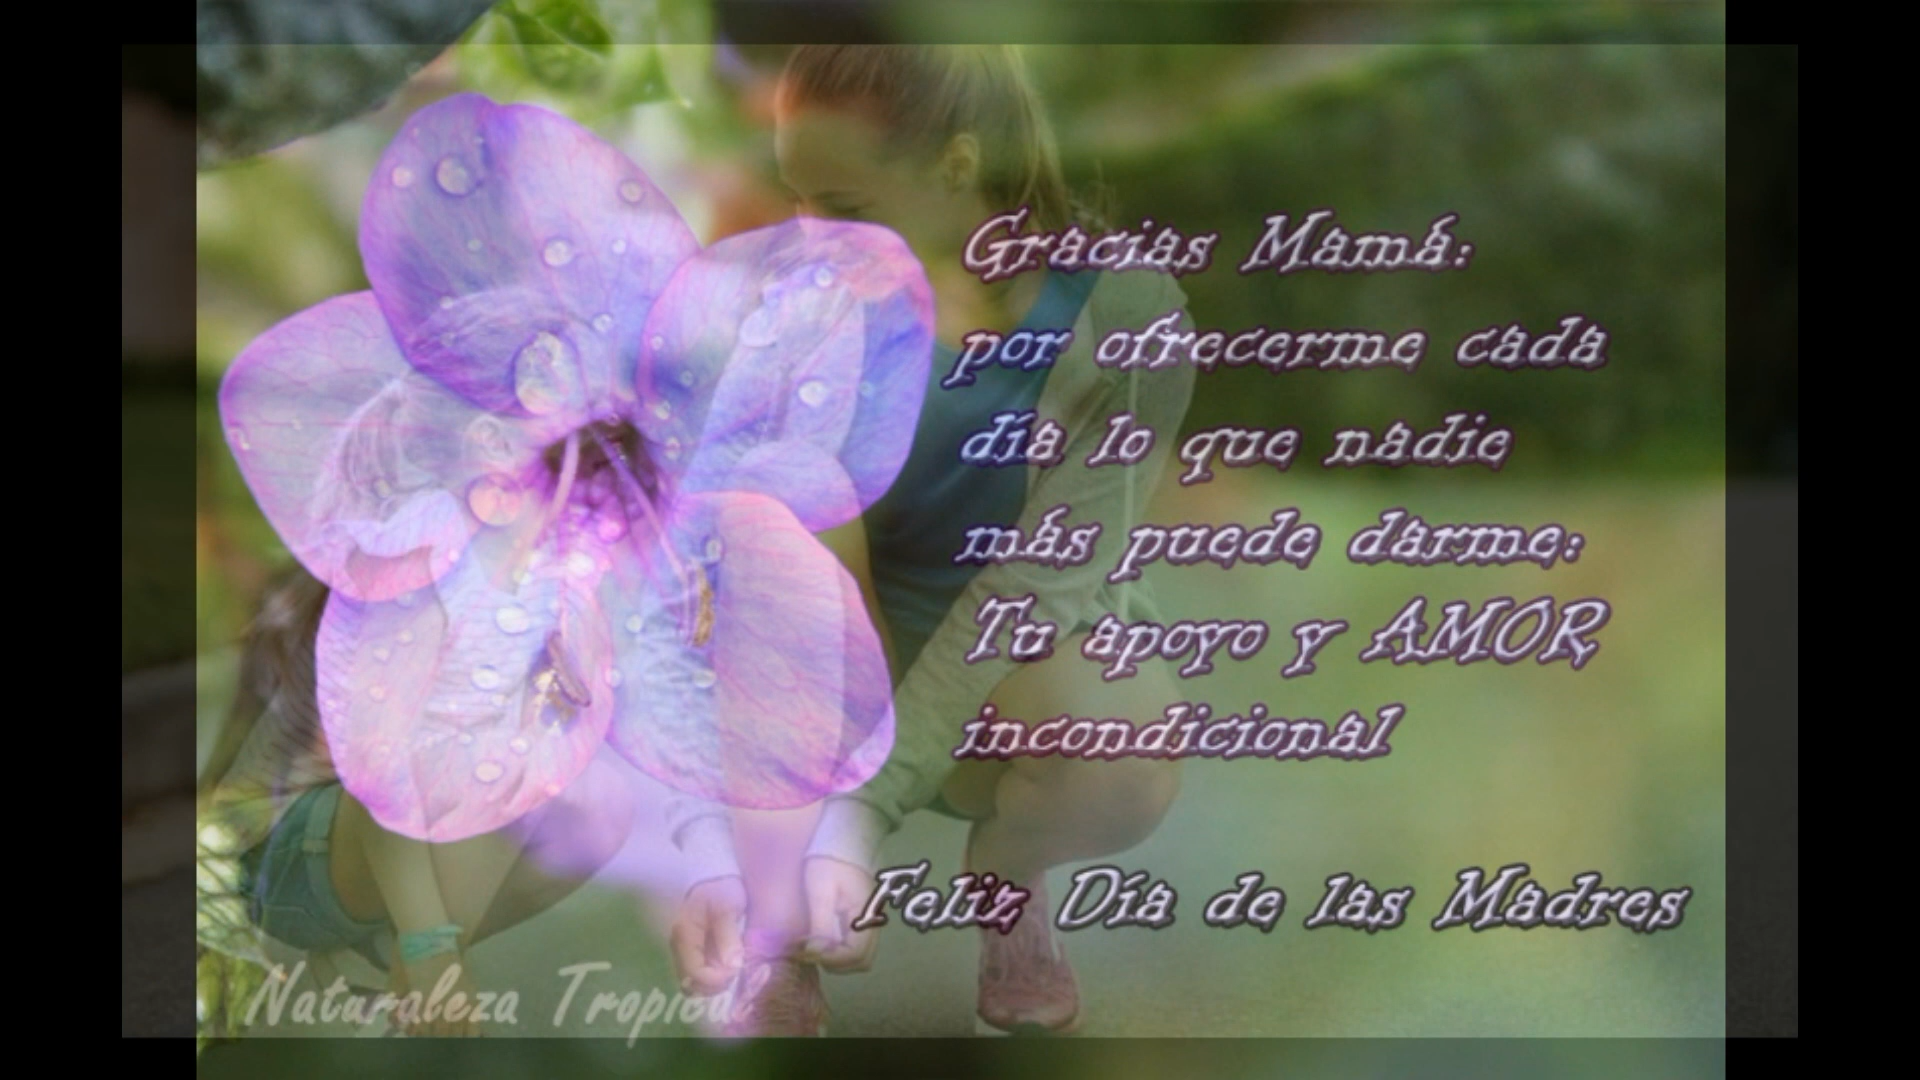 Gracias Mamá:
por ofrecerme cada
día lo que nadie
más puede darme:
Tu apoyo y AMOR
incondicional
Feliz Día de las Madres
Naturaleza Tropical